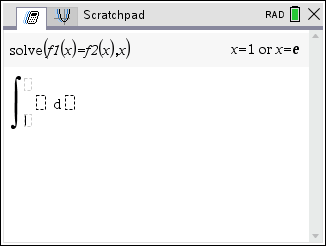 Scratchpad RAD
solve(f1(x)=f2(x),x) x=1 or x=e
∫ d